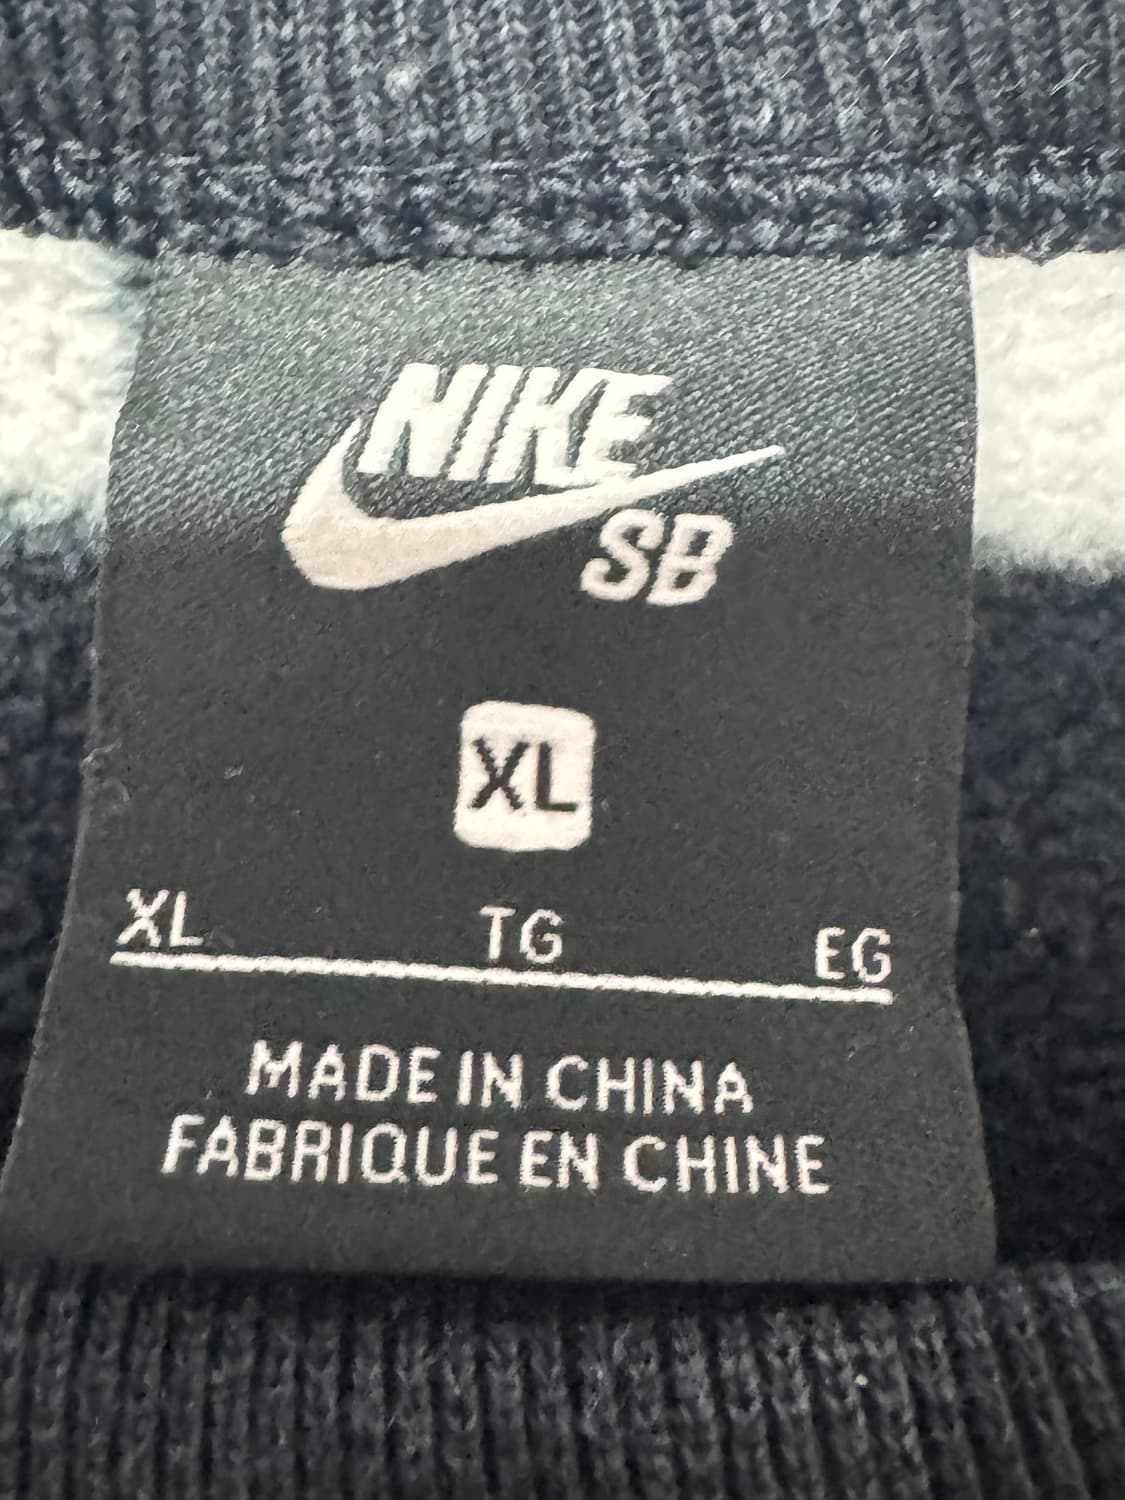 NIKE
SB
XL
XL TG EG
MADE IN CHINA
FABRIQUE EN CHINE